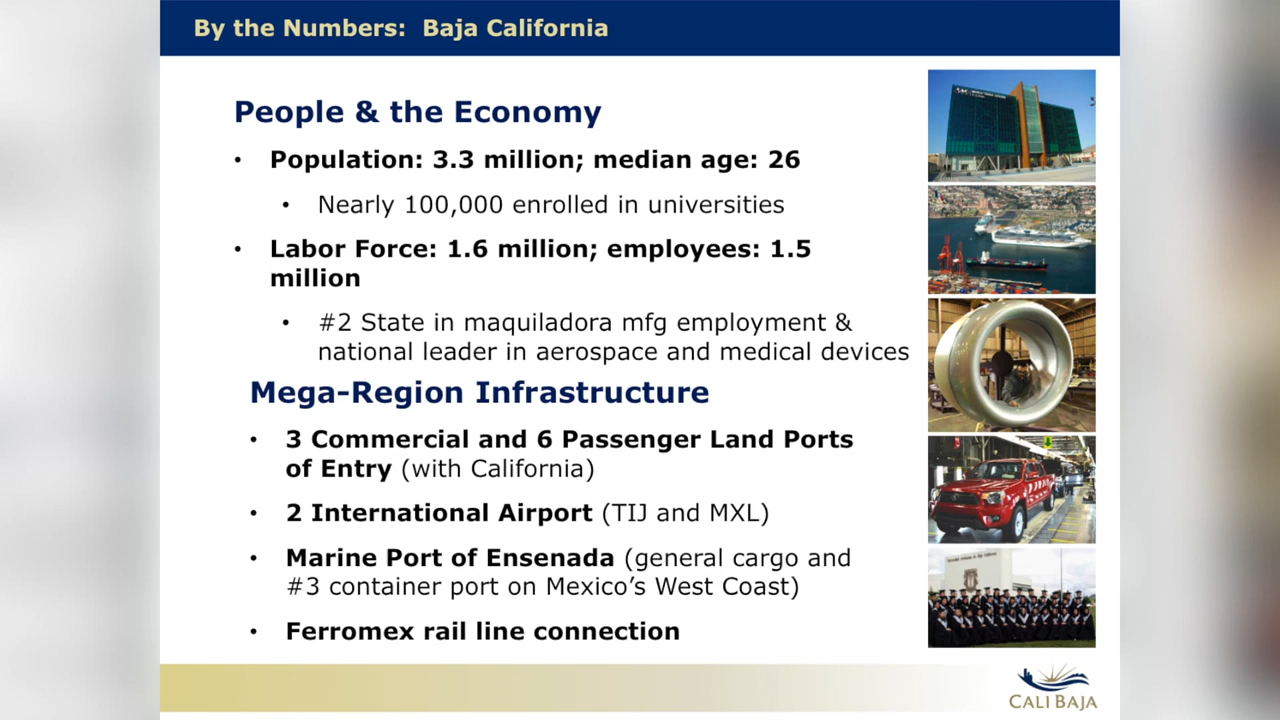 By the Numbers: Baja California
People & the Economy
• Population: 3.3 million; median age: 26
• Nearly 100,000 enrolled in universities
• Labor Force: 1.6 million; employees: 1.5
million
• #2 State in maquiladora mfg employment &
national leader in aerospace and medical devices
Mega-Region Infrastructure
• 3 Commercial and 6 Passenger Land Ports
of Entry (with California)
• 2 International Airport (TIJ and MXL)
• Marine Port of Ensenada (general cargo and
#3 container port on Mexico’s West Coast)
• Ferromex rail line connection
CALI BAJA